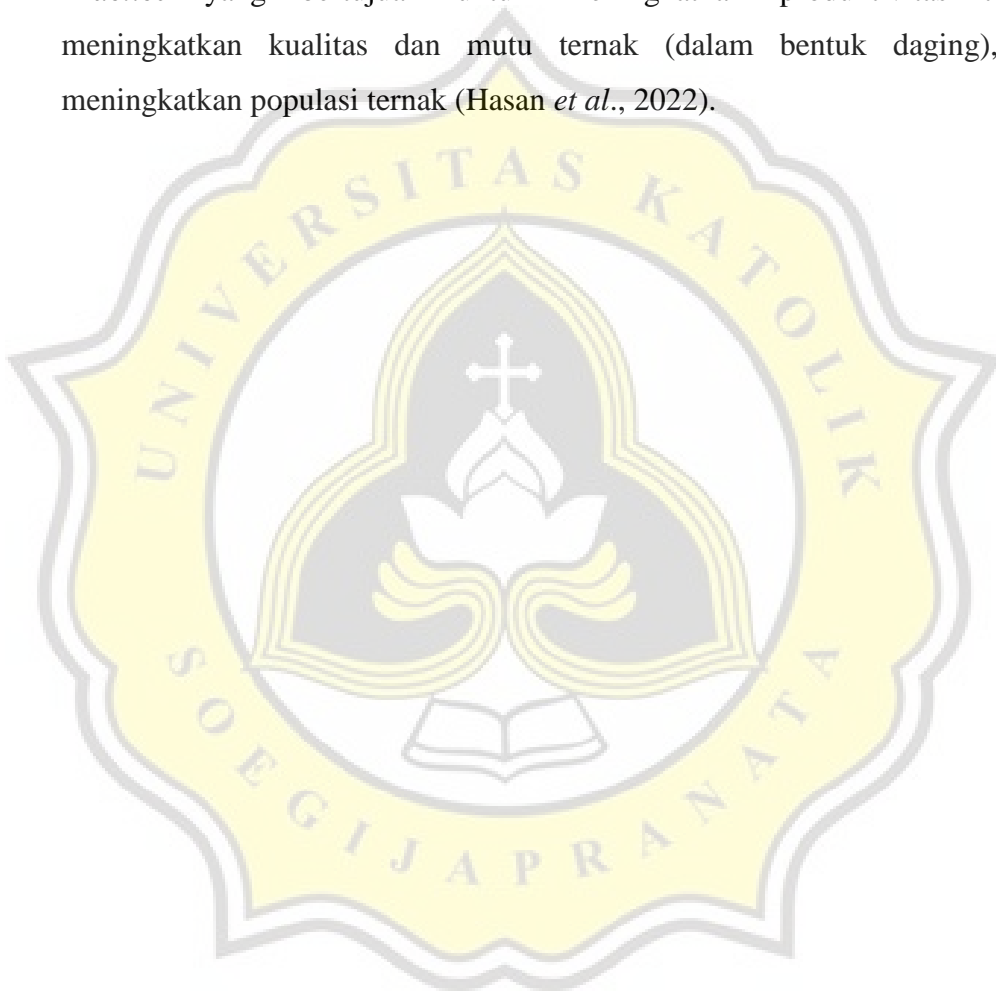 meningkatkan kualitas dan mutu ternak (dalam bentuk daging),
meningkatkan populasi ternak (Hasan et al., 2022).
UNIVERSITAS KATOLIK
SOEGIJAPRANATA